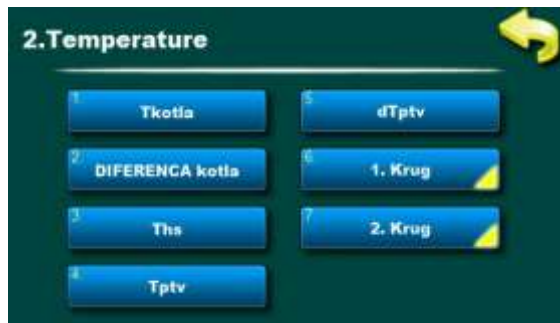 2.Temperature
1
Tkotla
2
DIFERENCA kotla
3
Ths
4
Tptv
5
dTptv
6
1. Krug
7
2. Krug